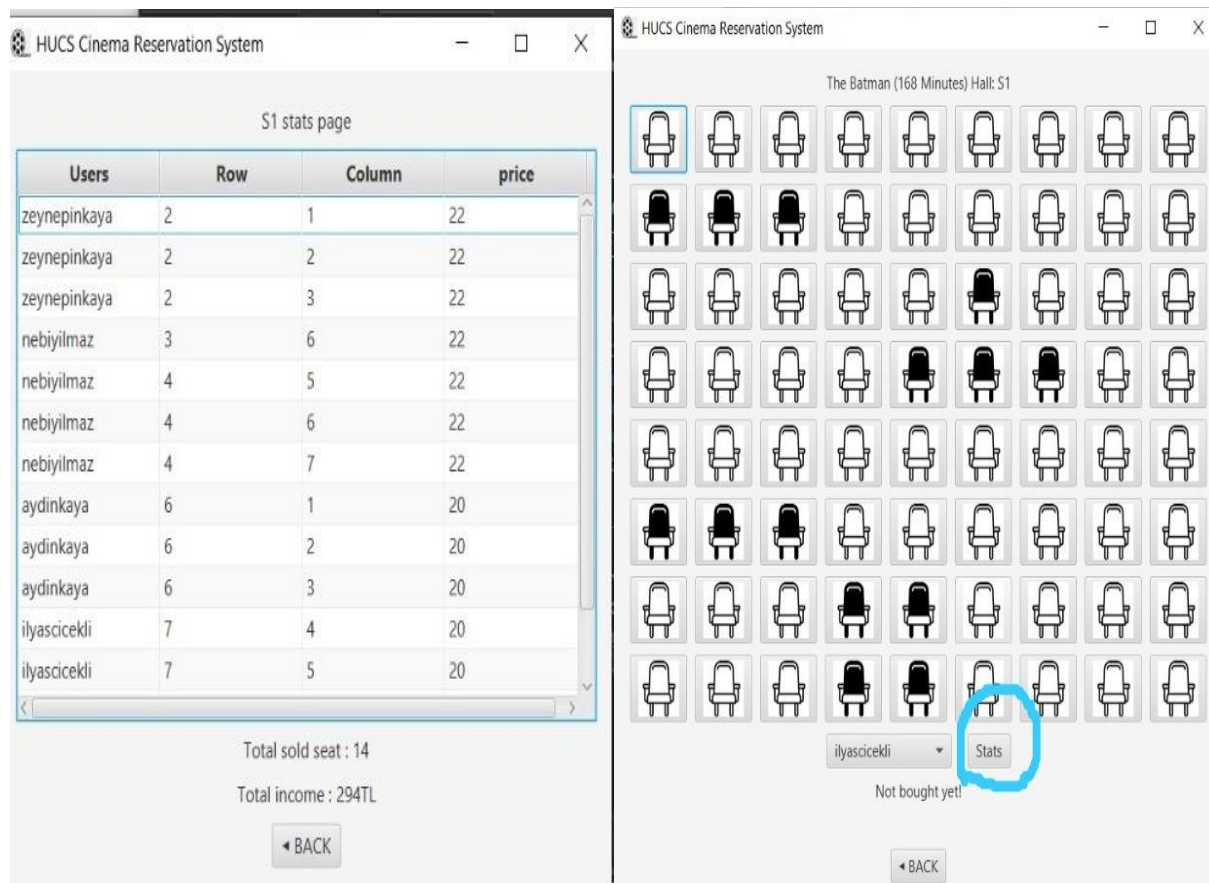 HUCS Cinema Reservation System
S1 stats page
Users Row Column price
zeynepinkaya 2 1 22
zeynepinkaya 2 2 22
zeynepinkaya 2 3 22
nebiyilmaz 3 6 22
nebiyilmaz 4 5 22
nebiyilmaz 4 6 22
nebiyilmaz 4 7 22
aydinkaya 6 1 20
aydinkaya 6 2 20
aydinkaya 6 3 20
ilyascicekli 7 4 20
ilyascicekli 7 5 20
Total sold seat : 14
Total income : 294TL
BACK
HUCS Cinema Reservation System
The Batman (168 Minutes) Hall: S1
ilyascicekli Stats
Not bought yet!
BACK